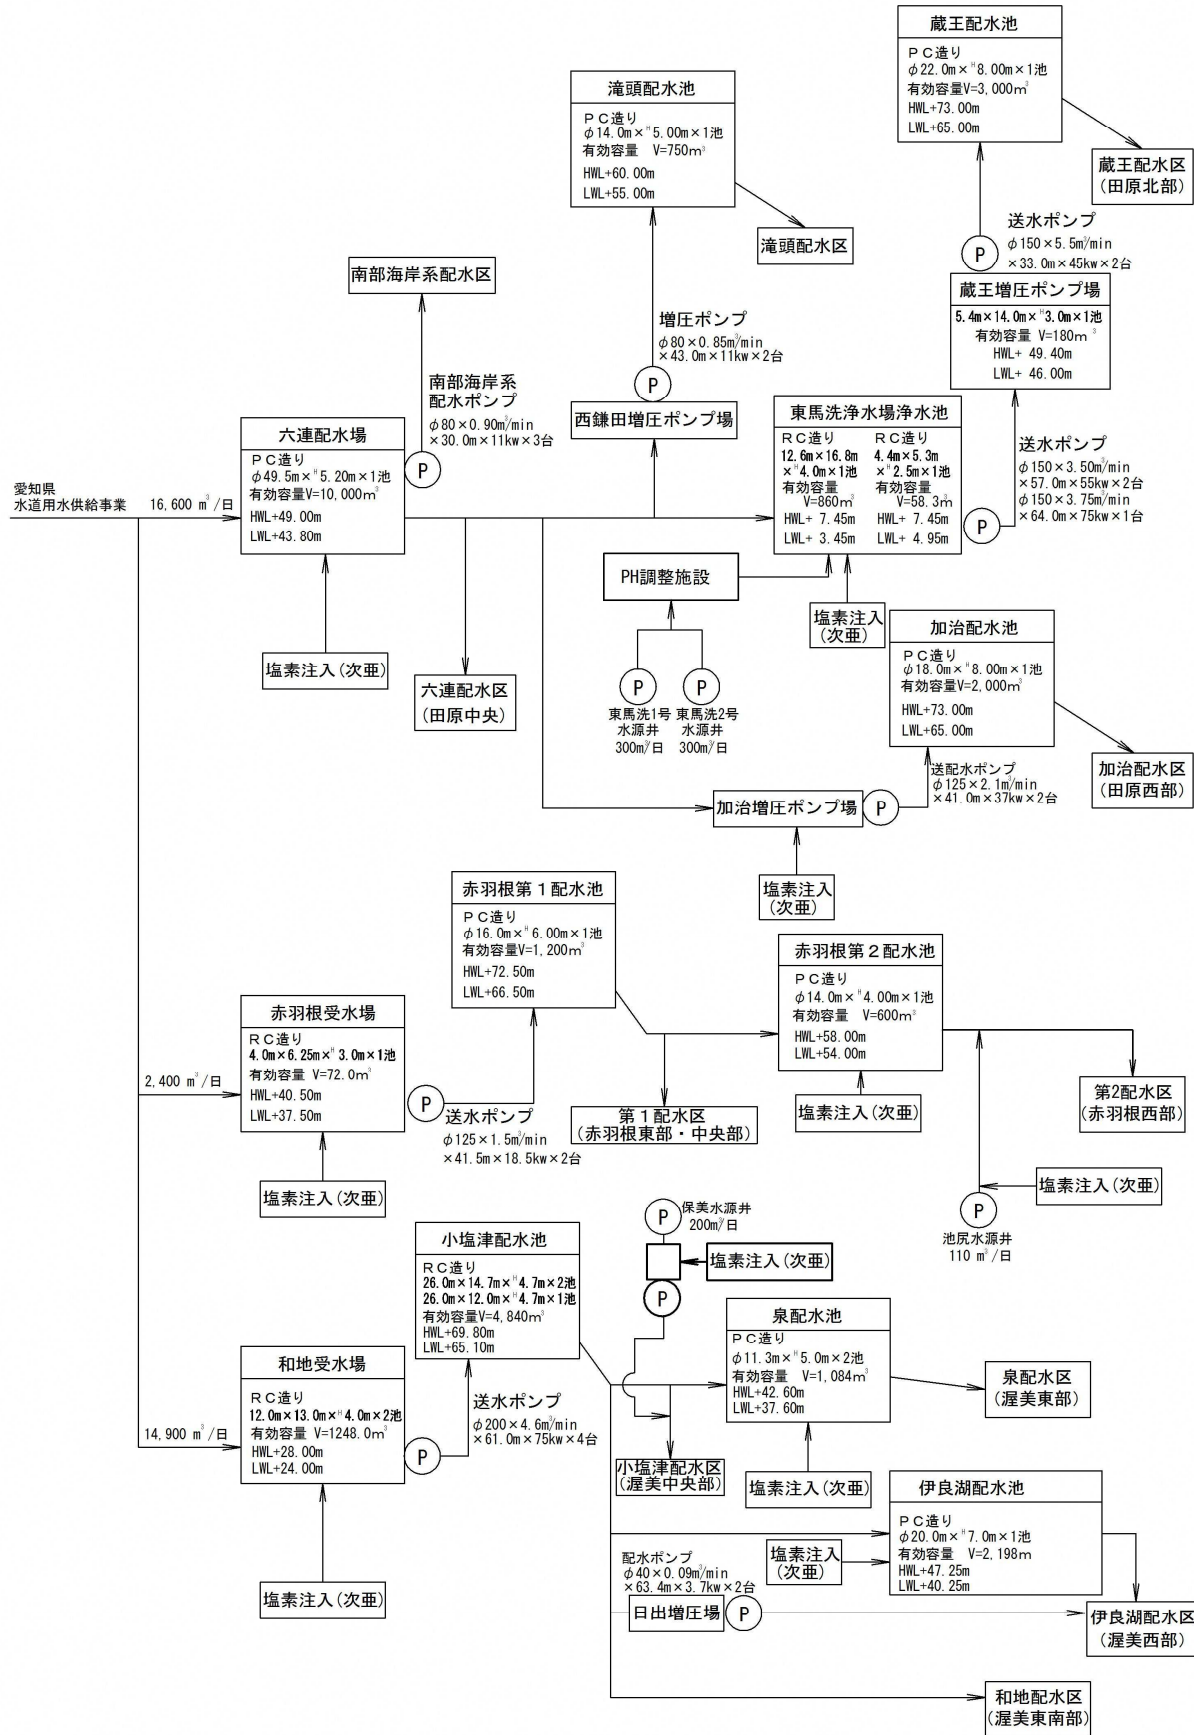 蔵王配水池
ＰＣ造り
φ22.0m×ᴴ8.00m×1池
有効容量V=3,000m³
HWL+73.00m
LWL+65.00m
蔵王配水区
(田原北部)
滝頭配水池
ＰＣ造り
φ14.0m×ᴴ5.00m×1池
有効容量 V=750m³
HWL+60.00m
LWL+55.00m
滝頭配水区
送水ポンプ
φ150×5.5m³/min
×33.0m×45kw×2台
P
蔵王増圧ポンプ場
5.4m×14.0m×ᴴ3.0m×1池
有効容量 V=180m³
HWL+ 49.40m
LWL+ 46.00m
南部海岸系配水区
増圧ポンプ
φ80×0.85m³/min
×43.0m×11kw×2台
P
西鎌田増圧ポンプ場
南部海岸系
配水ポンプ
φ80×0.90m³/min
×30.0m×11kw×3台
P
六連配水場
ＰＣ造り
φ49.5m×ᴴ5.20m×1池
有効容量V=10,000m³
HWL+49.00m
LWL+43.80m
愛知県
水道用水供給事業
16,600 m³/日
東馬洗浄水場浄水池
ＲＣ造り
12.6m×16.8m
×ᴴ4.0m×1池
有効容量
V=860m³
HWL+ 7.45m
LWL+ 3.45m
ＲＣ造り
4.4m×5.3m
×ᴴ2.5m×1池
有効容量
V=58.3m³
HWL+ 7.45m
LWL+ 4.95m
P
送水ポンプ
φ150×3.50m³/min
×57.0m×55kw×2台
φ150×3.75m³/min
×64.0m×75kw×1台
PH調整施設
塩素注入
(次亜)
塩素注入(次亜)
六連配水区
(田原中央)
P
P
東馬洗1号
水源井
300m³/日
東馬洗2号
水源井
300m³/日
加治配水池
ＰＣ造り
φ18.0m×ᴴ8.00m×1池
有効容量V=2,000m³
HWL+73.00m
LWL+65.00m
加治配水区
(田原西部)
送配水ポンプ
φ125×2.1m³/min
×41.0m×37kw×2台
加治増圧ポンプ場
P
塩素注入
(次亜)
赤羽根第１配水池
ＰＣ造り
φ16.0m×ᴴ6.00m×1池
有効容量V=1,200m³
HWL+72.50m
LWL+66.50m
赤羽根第２配水池
ＰＣ造り
φ14.0m×ᴴ4.00m×1池
有効容量 V=600m³
HWL+58.00m
LWL+54.00m
赤羽根受水場
ＲＣ造り
4.0m×6.25m×ᴴ3.0m×1池
有効容量 V=72.0m³
HWL+40.50m
LWL+37.50m
2,400 m³/日
P
送水ポンプ
φ125×1.5m³/min
×41.5m×18.5kw×2台
第１配水区
(赤羽根東部・中央部)
塩素注入(次亜)
第2配水区
(赤羽根西部)
塩素注入(次亜)
塩素注入(次亜)
P
池尻水源井
110 m³/日
P
保美水源井
200m³/日
塩素注入(次亜)
P
小塩津配水池
ＲＣ造り
26.0m×14.7m×ᴴ4.7m×2池
26.0m×12.0m×ᴴ4.7m×1池
有効容量V=4,840m³
HWL+69.80m
LWL+65.10m
泉配水池
ＰＣ造り
φ11.3m×ᴴ5.0m×2池
有効容量 V=1,084m³
HWL+42.60m
LWL+37.60m
泉配水区
(渥美東部)
和地受水場
ＲＣ造り
12.0m×13.0m×ᴴ4.0m×2池
有効容量 V=1248.0m³
HWL+28.00m
LWL+24.00m
14,900 m³/日
P
送水ポンプ
φ200×4.6m³/min
×61.0m×75kw×4台
小塩津配水区
(渥美中央部)
塩素注入(次亜)
伊良湖配水池
ＰＣ造り
φ20.0m×ᴴ7.0m×1池
有効容量 V=2,198m
HWL+47.25m
LWL+40.25m
塩素注入
(次亜)
配水ポンプ
φ40×0.09m³/min
×63.4m×3.7kw×2台
日出増圧場
P
塩素注入(次亜)
伊良湖配水区
(渥美西部)
和地配水区
(渥美東南部)